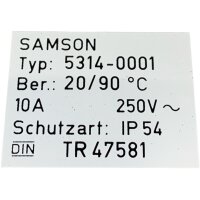 SAMSON
Typ: 5314-0001
Ber.: 20/90 °C
10A 250V ~
Schutzart: IP 54
DIN TR 47581